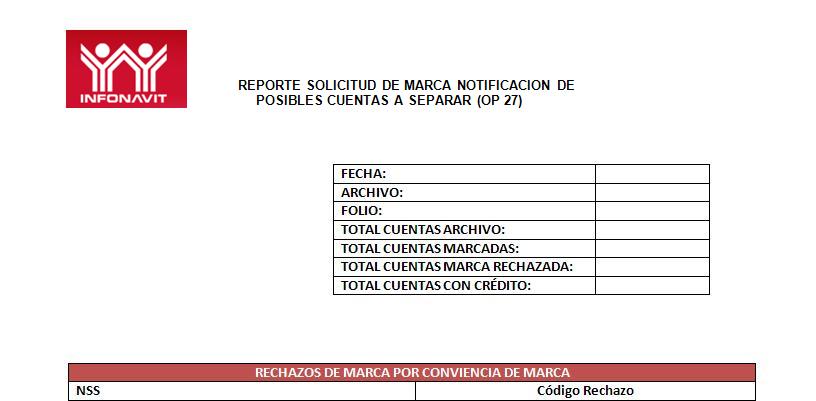 INFONAVIT
REPORTE SOLICITUD DE MARCA NOTIFICACION DE
POSIBLES CUENTAS A SEPARAR (OP 27)
FECHA:
ARCHIVO:
FOLIO:
TOTAL CUENTAS ARCHIVO:
TOTAL CUENTAS MARCADAS:
TOTAL CUENTAS MARCA RECHAZADA:
TOTAL CUENTAS CON CRÉDITO:
RECHAZOS DE MARCA POR CONVIENCIA DE MARCA
NSS Código Rechazo